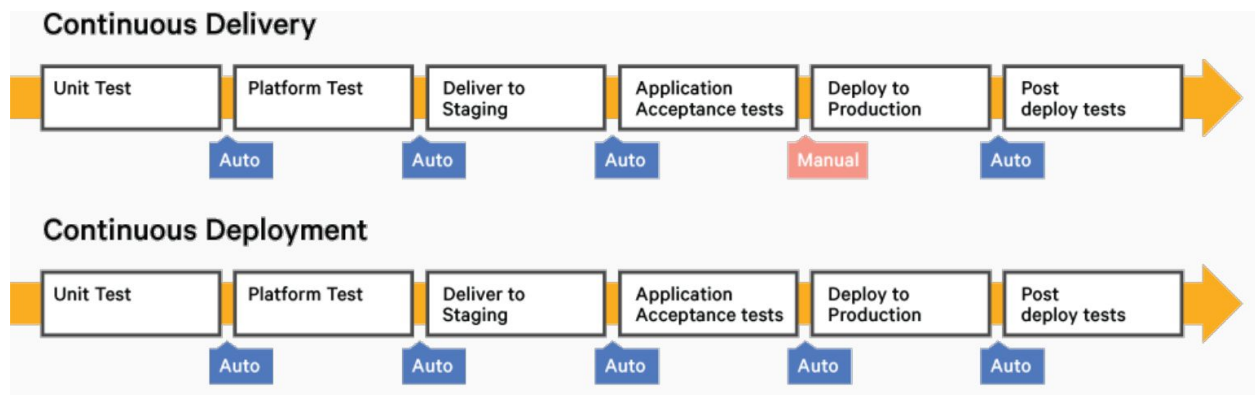 Continuous Delivery
Unit Test
Platform Test
Deliver to
Staging
Application
Acceptance tests
Deploy to
Production
Post
deploy tests
Auto
Auto
Auto
Manual
Auto
Continuous Deployment
Unit Test
Platform Test
Deliver to
Staging
Application
Acceptance tests
Deploy to
Production
Post
deploy tests
Auto
Auto
Auto
Auto
Auto